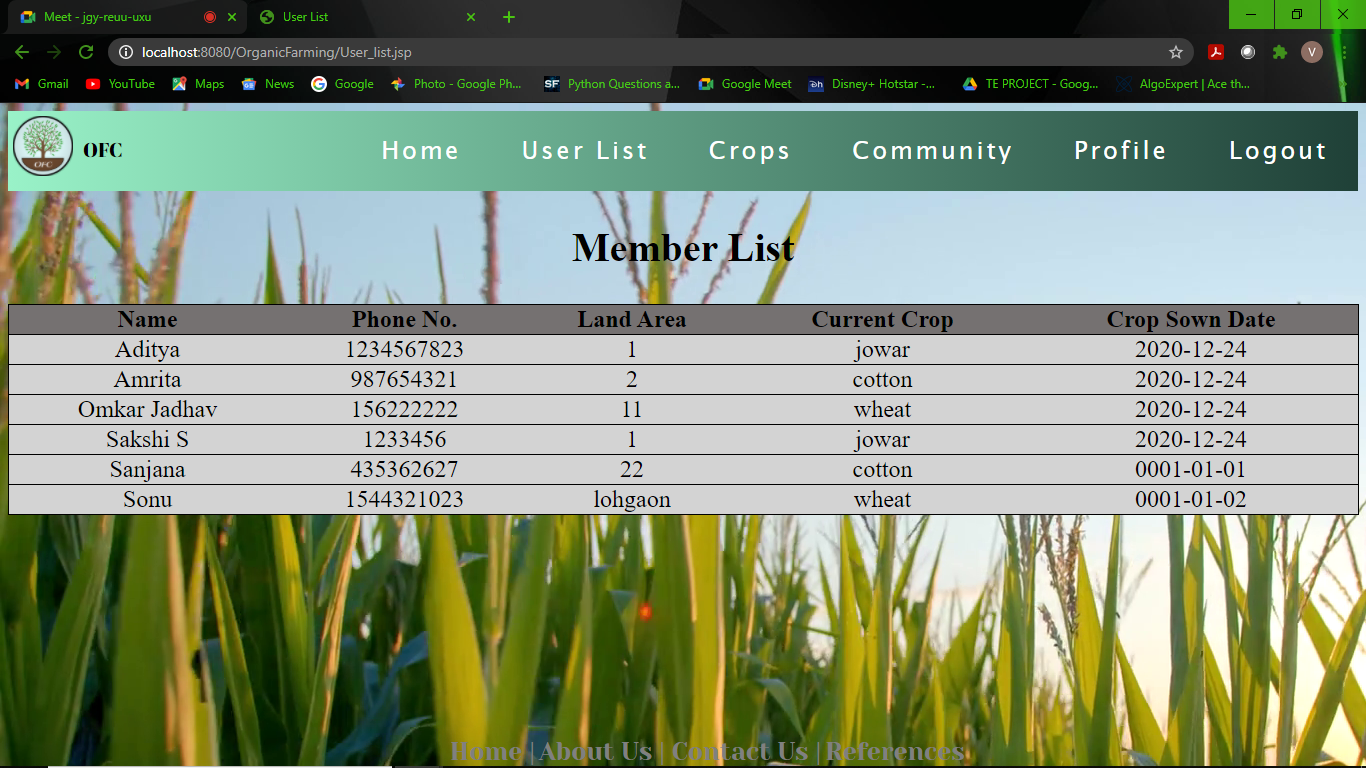 Meet - jgy-reuu-uxu User List
localhost:8080/OrganicFarming/User_list.jsp V
Gmail YouTube Maps News Google Photo - Google Ph... SF Python Questions a... Google Meet Disney+ Hotstar -... TE PROJECT - Goog... AlgoExpert | Ace th...
OFC OFC Home User List Crops Community Profile Logout
Member List
Name Phone No. Land Area Current Crop Crop Sown Date
Aditya 1234567823 1 jowar 2020-12-24
Amrita 987654321 2 cotton 2020-12-24
Omkar Jadhav 156222222 11 wheat 2020-12-24
Sakshi S 1233456 1 jowar 2020-12-24
Sanjana 435362627 22 cotton 0001-01-01
Sonu 1544321023 lohgaon wheat 0001-01-02
Home | About Us | Contact Us | References